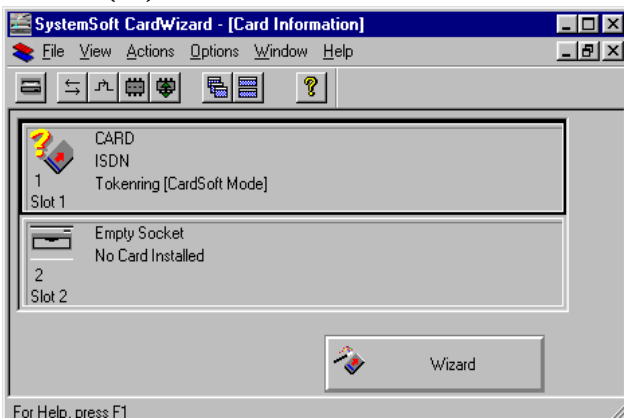 SystemSoft CardWizard - [Card Information]
File View Actions Options Window Help
CARD
ISDN
1 Tokenring [CardSoft Mode]
Slot 1
Empty Socket
No Card Installed
2
Slot 2
Wizard
For Help, press F1